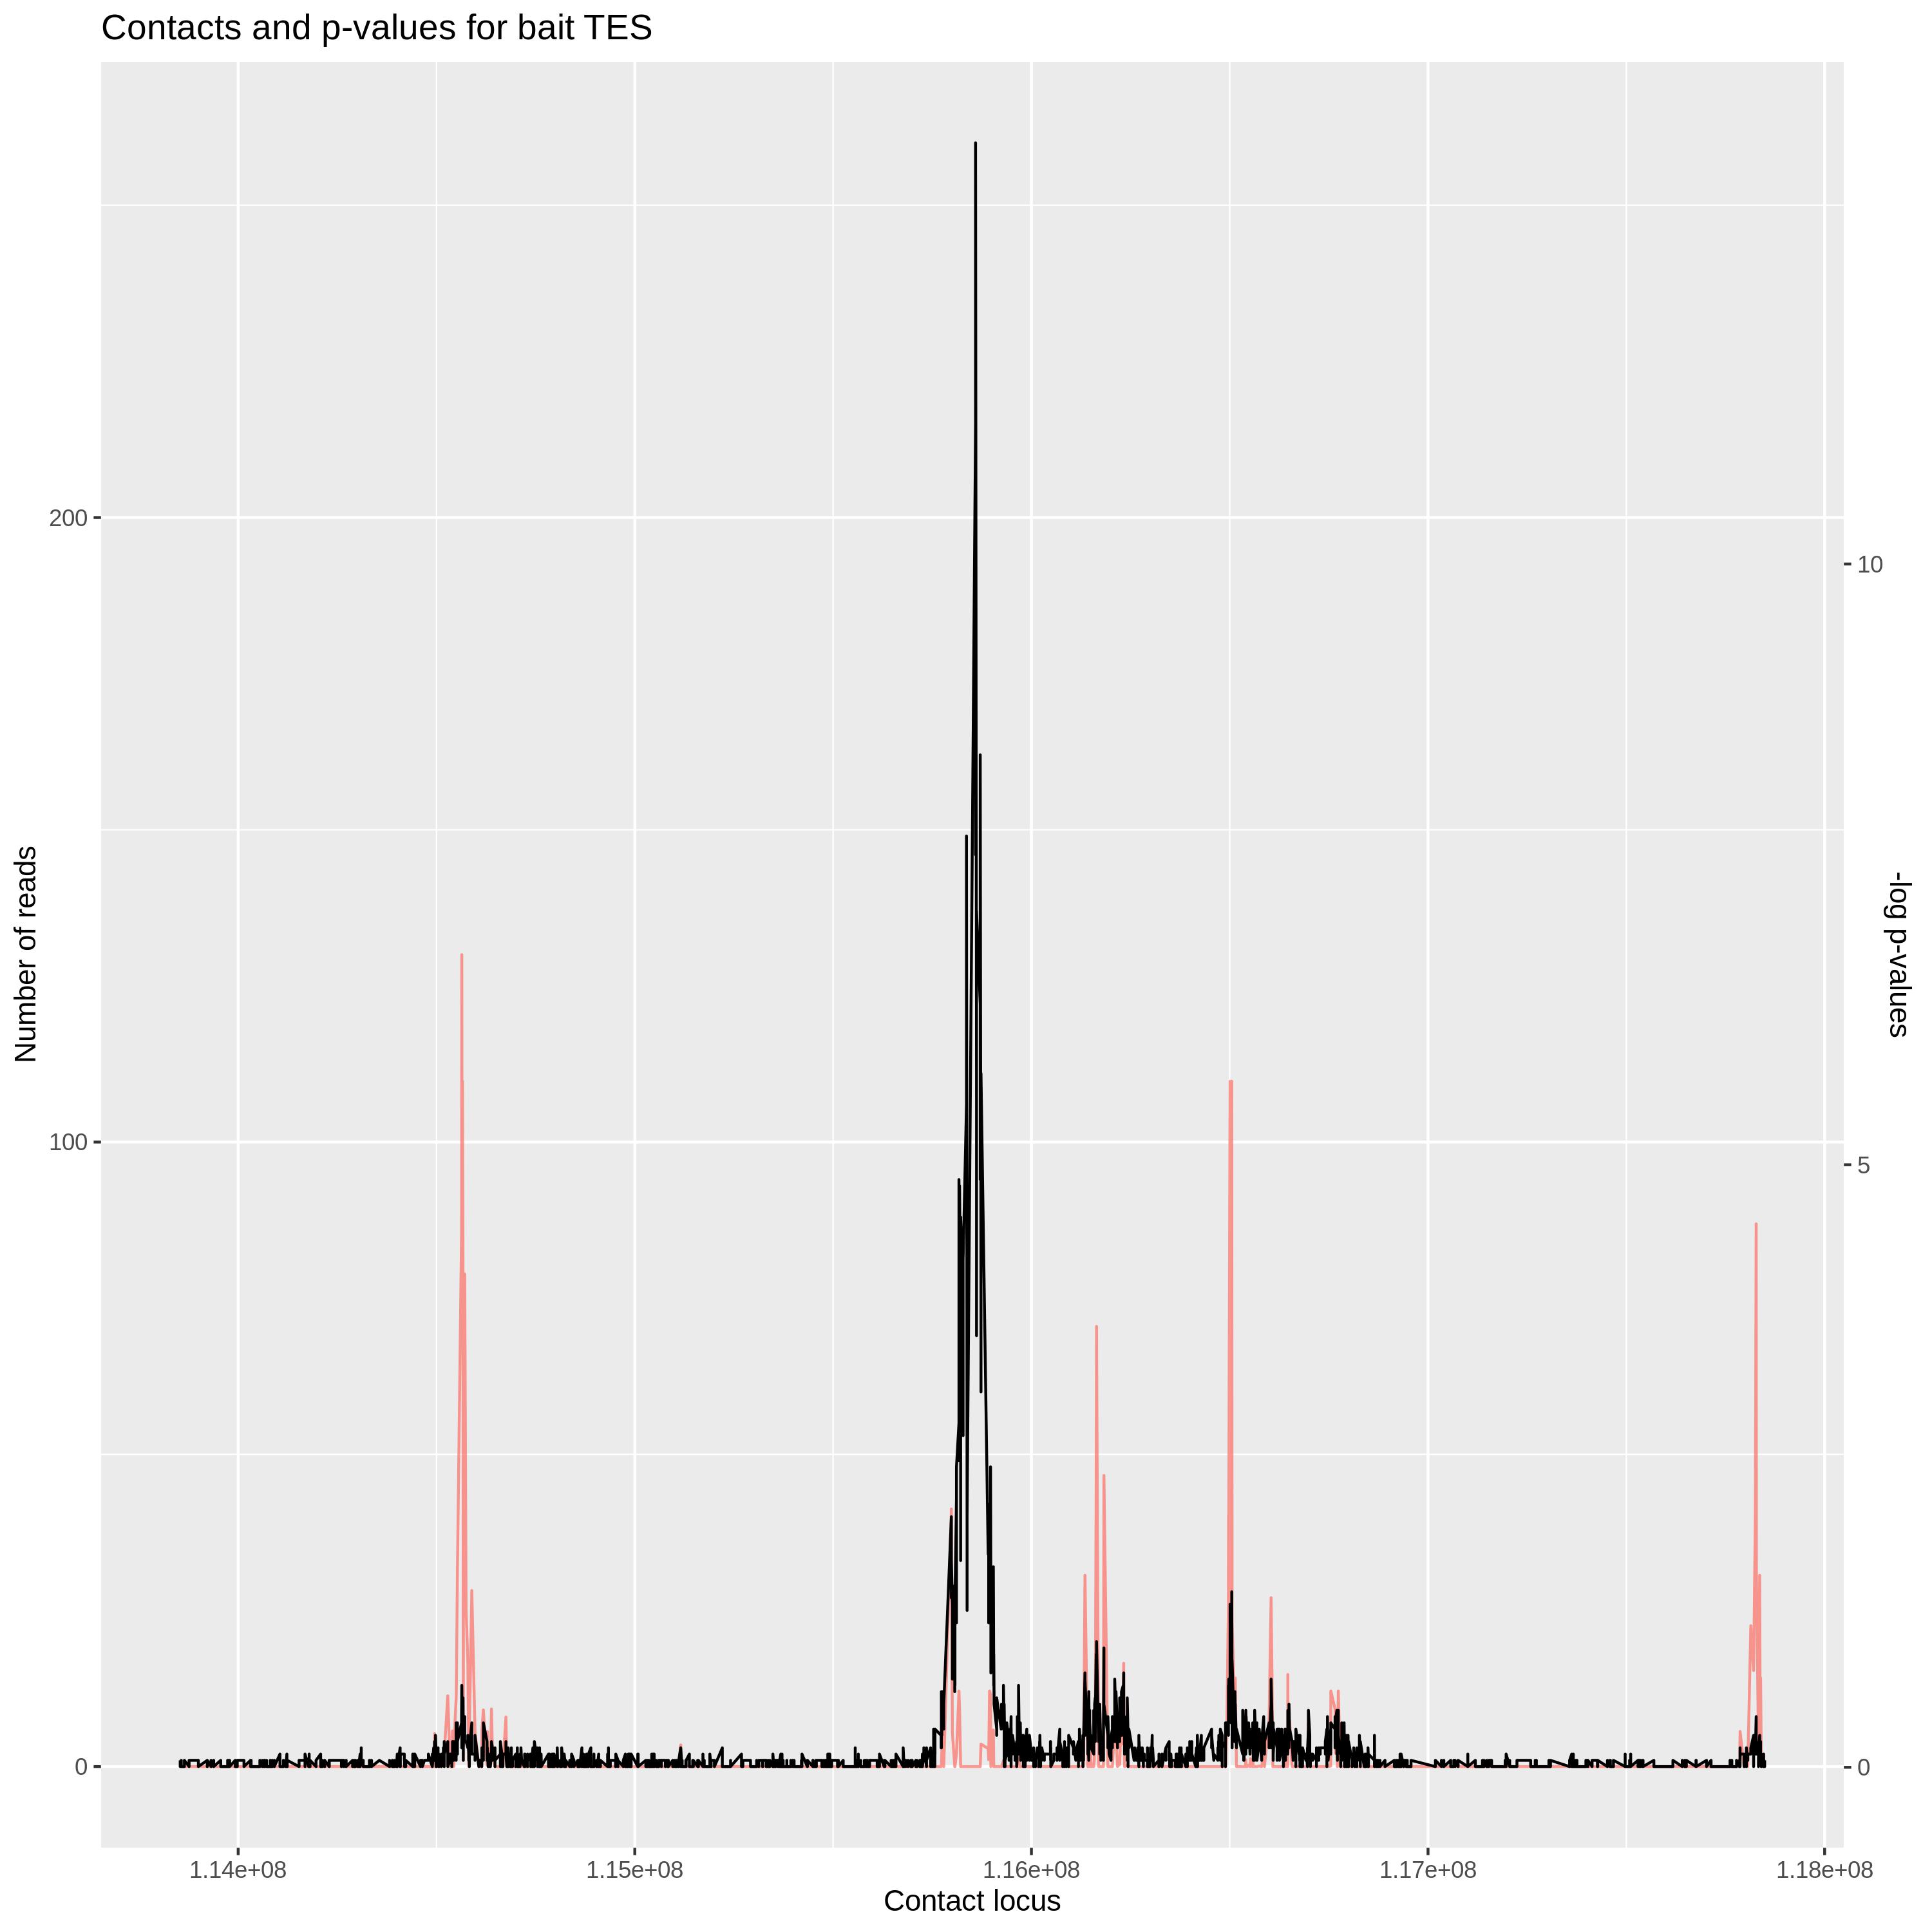 Contacts and p-values for bait TES
Number of reads
200
100
0
10
5
0
-log p-values
1.14e+08 1.15e+08 1.16e+08 1.17e+08 1.18e+08
Contact locus